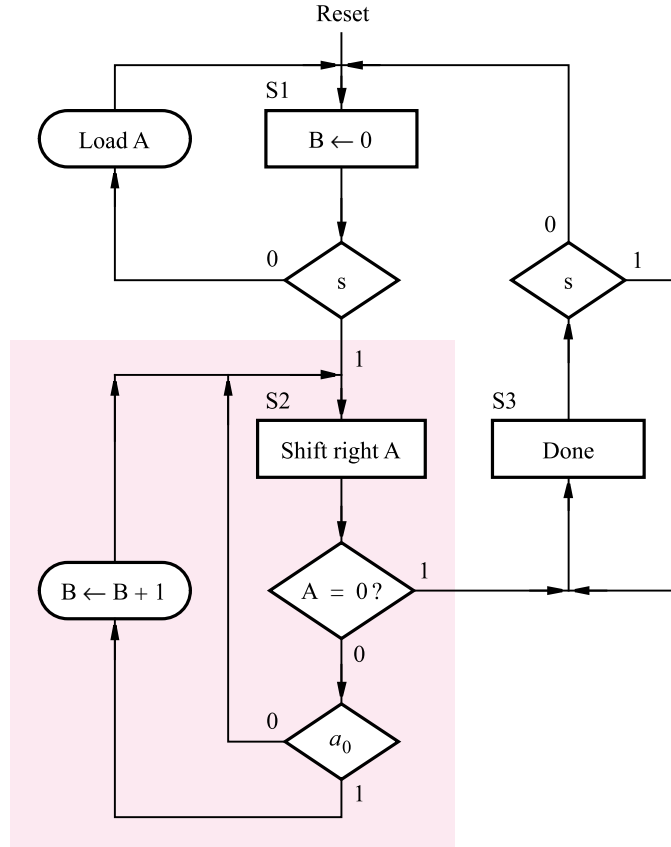 Reset
S1
Load A
B ← 0
0
s
0
s
1
1
S2
S3
Shift right A
Done
B ← B + 1
A = 0 ?
1
0
0
a0
1